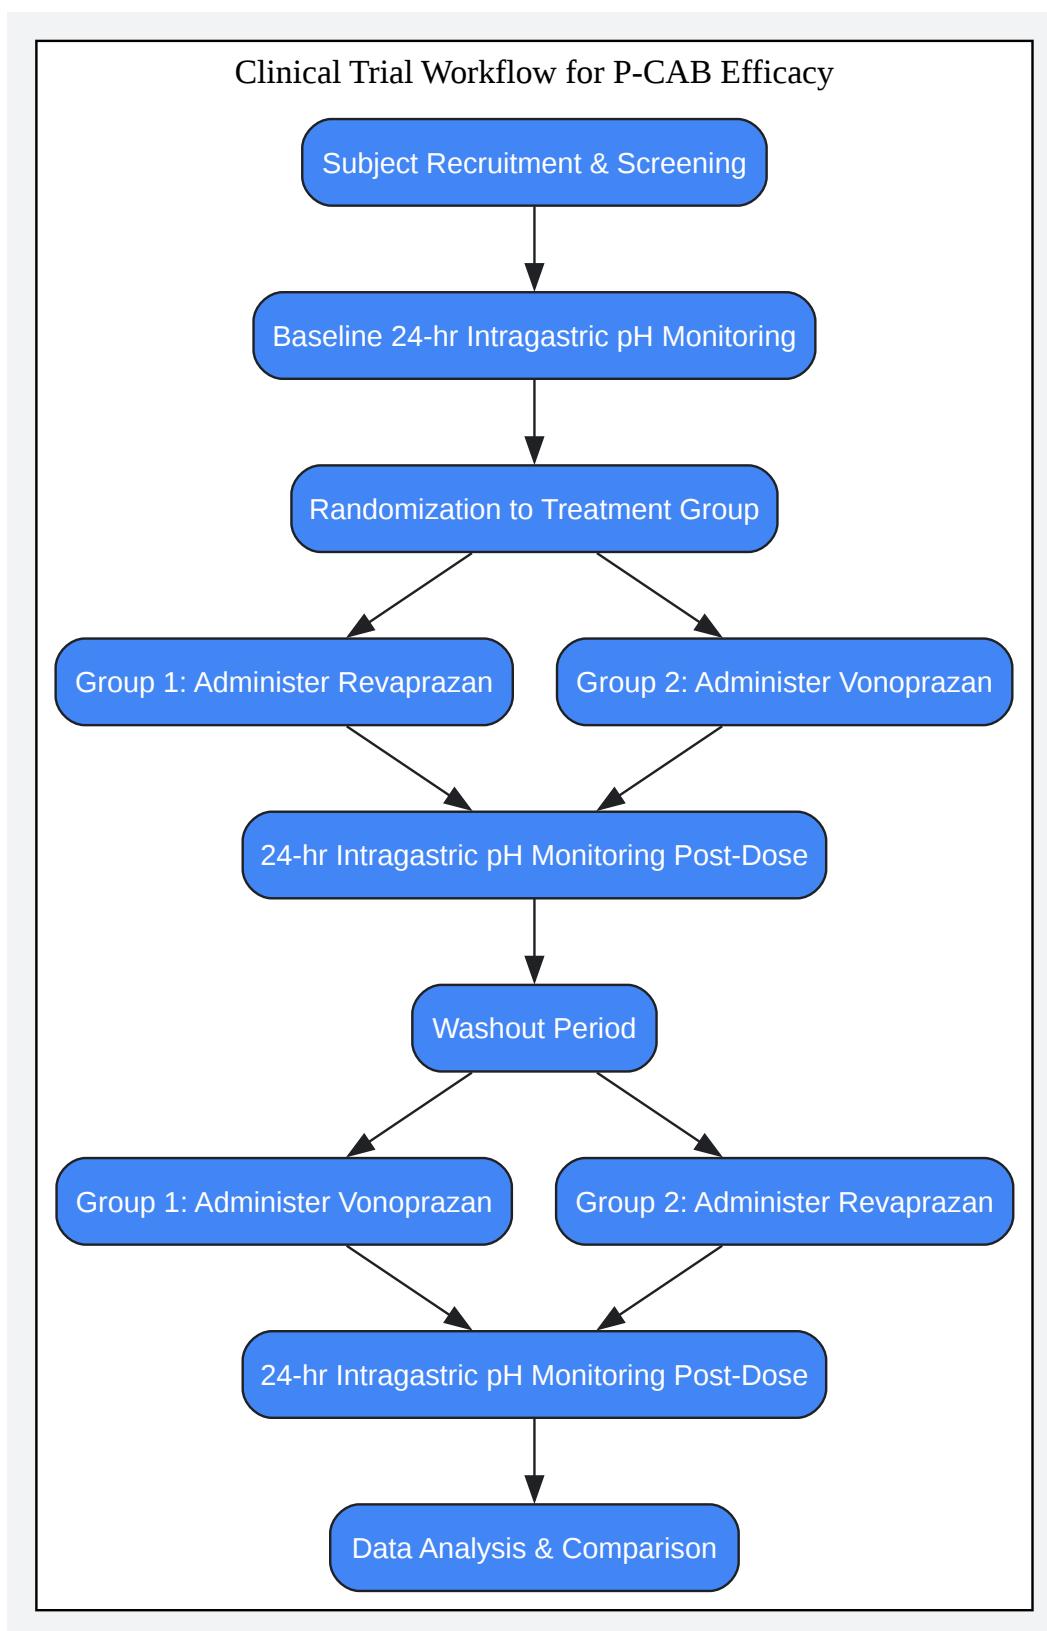 Clinical Trial Workflow for P-CAB Efficacy
Subject Recruitment & Screening
Baseline 24-hr Intragastric pH Monitoring
Randomization to Treatment Group
Group 1: Administer Revaprazan
Group 2: Administer Vonoprazan
24-hr Intragastric pH Monitoring Post-Dose
Washout Period
Group 1: Administer Vonoprazan
Group 2: Administer Revaprazan
24-hr Intragastric pH Monitoring Post-Dose
Data Analysis & Comparison